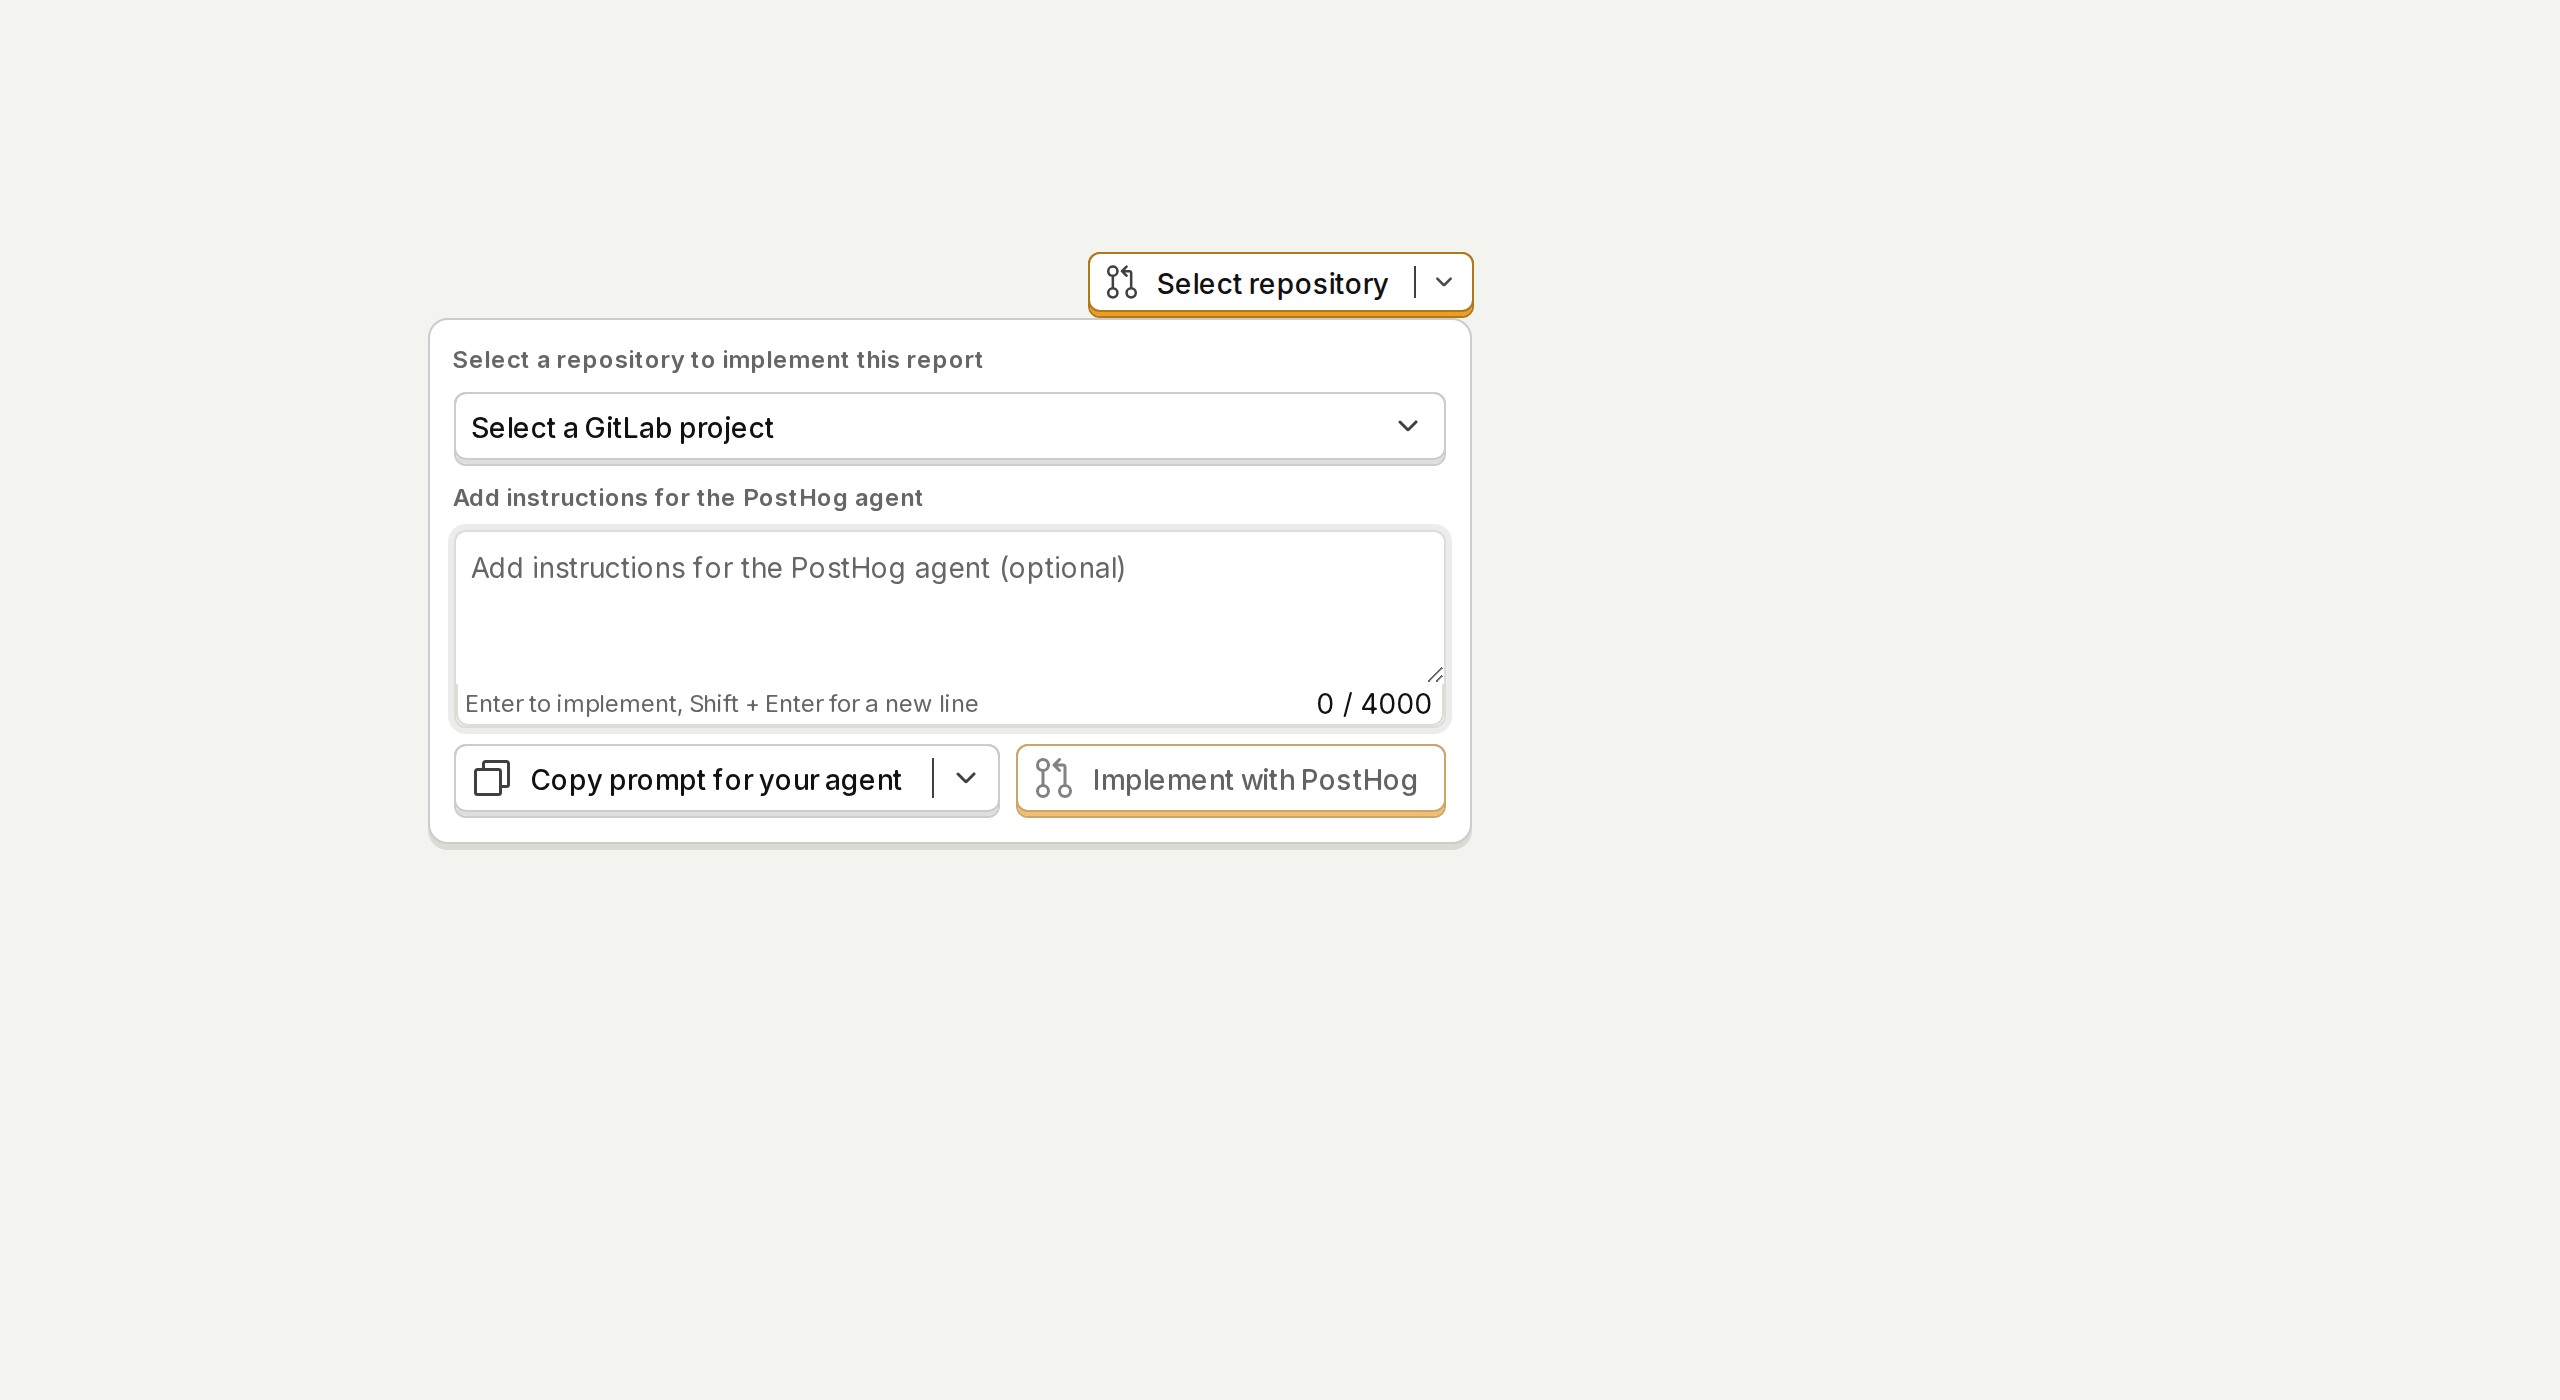 Select repository
Select a repository to implement this report
Select a GitLab project
Add instructions for the PostHog agent
Add instructions for the PostHog agent (optional)
Enter to implement, Shift + Enter for a new line
0 / 4000
Copy prompt for your agent
Implement with PostHog